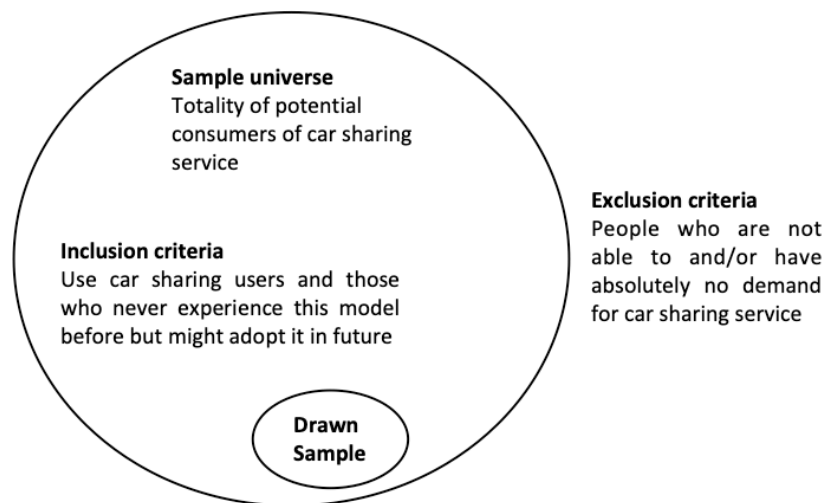 Sample universe
Totality of potential
consumers of car sharing
service
Inclusion criteria
Use car sharing users and those
who never experience this model
before but might adopt it in future
Exclusion criteria
People who are not
able to and/or have
absolutely no demand
for car sharing service
Drawn
Sample